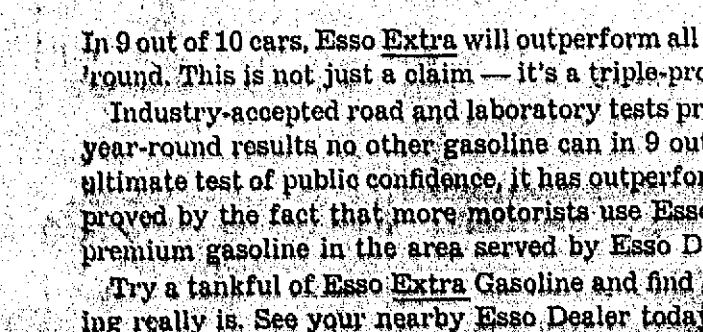 In 9 out of 10 cars, Esso Extra will outperform all
'round. This is not just a claim — it's a triple-pro
Industry-accepted road and laboratory tests pr
year-round results no other gasoline can in 9 out
ultimate test of public confidence, it has outperfor
proved by the fact that more motorists use Esso
premium gasoline in the area served by Esso D
Try a tankful of Esso Extra Gasoline and find
ing really is. See your nearby Esso Dealer today